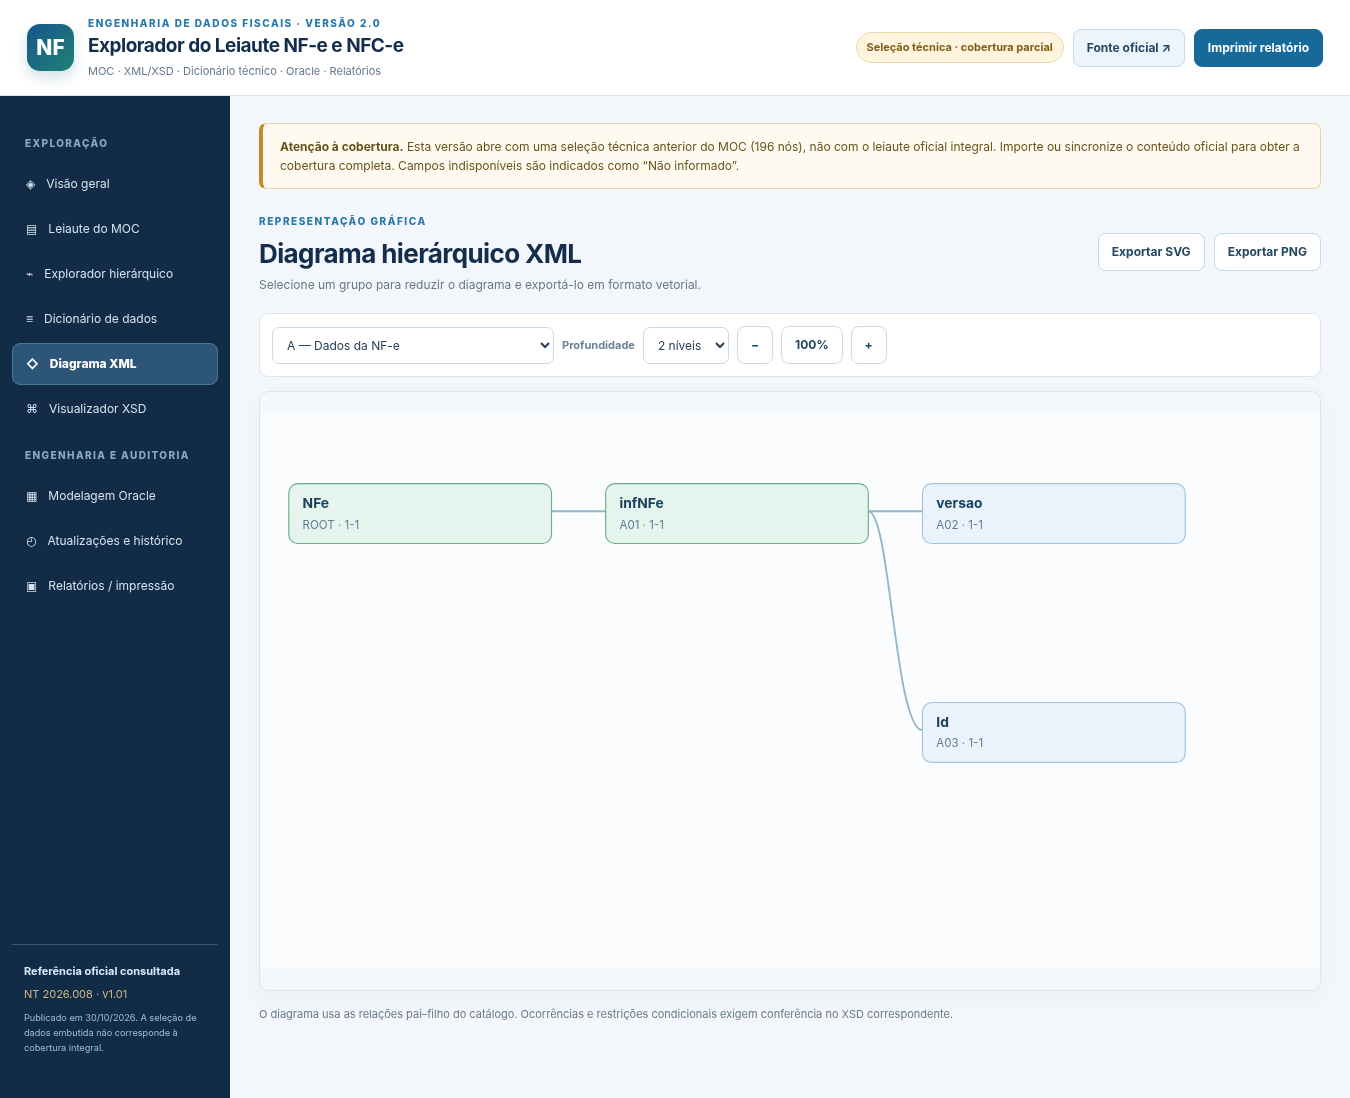 NF
ENGENHARIA DE DADOS FISCAIS · VERSÃO 2.0
Explorador do Leiaute NF-e e NFC-e
MOC · XML/XSD · Dicionário técnico · Oracle · Relatórios
Seleção técnica · cobertura parcial
Fonte oficial ↗
Imprimir relatório
EXPLORAÇÃO
◈ Visão geral
▤ Leiaute do MOC
⌁ Explorador hierárquico
≡ Dicionário de dados
◇ Diagrama XML
⌘ Visualizador XSD
ENGENHARIA E AUDITORIA
▦ Modelagem Oracle
◴ Atualizações e histórico
▣ Relatórios / impressão
Referência oficial consultada
NT 2026.008 · v1.01
Publicado em 30/10/2026. A seleção de
dados embutida não corresponde à
cobertura integral.
Atenção à cobertura. Esta versão abre com uma seleção técnica anterior do MOC (196 nós), não com o leiaute oficial integral. Importe ou sincronize o conteúdo oficial para obter a
cobertura completa. Campos indisponíveis são indicados como “Não informado”.
REPRESENTAÇÃO GRÁFICA
Diagrama hierárquico XML
Selecione um grupo para reduzir o diagrama e exportá-lo em formato vetorial.
Exportar SVG
Exportar PNG
A — Dados da NF-e
Profundidade
2 níveis
−
100%
+
NFe
ROOT · 1-1
infNFe
A01 · 1-1
versao
A02 · 1-1
Id
A03 · 1-1
O diagrama usa as relações pai–filho do catálogo. Ocorrências e restrições condicionais exigem conferência no XSD correspondente.